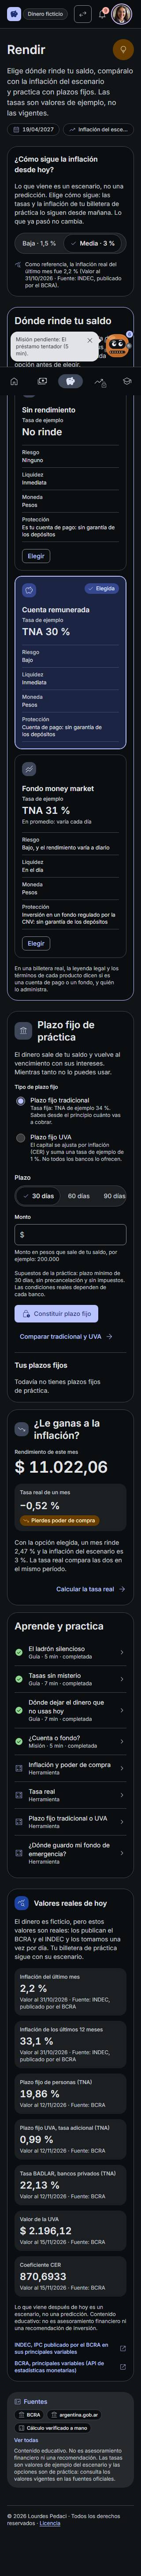 Dinero ficticio
Rendir
Elige dónde rinde tu saldo, compáralo
con la inflación del escenario
y practica con plazos fijos. Las
tasas son valores de ejemplo, no
las vigentes.
19/04/2027
Inflación del esce...
¿Cómo sigue la inflación
desde hoy?
Lo que viene es un escenario, no una
predicción. Elige cómo sigue: las
tasas y la inflación de tu billetera de
práctica lo siguen desde mañana. Lo
que ya pasó no cambia.
Baja · 1,5 %
Media · 3 %
Como referencia, la inflación real del
último mes fue 2,2 % (Valor al
31/10/2026 · Fuente: INDEC, publicado
por el BCRA).
Dónde rinde tu saldo
Misión pendiente: El
préstamo tentador (5
min).
opción antes de elegir.
Sin rendimiento
Tasa de ejemplo
No rinde
Riesgo
Ninguno
Liquidez
Inmediata
Moneda
Pesos
Protección
Es tu cuenta de pago: sin garantía de
los depósitos
Elegir
Elegida
Cuenta remunerada
Tasa de ejemplo
TNA 30 %
Riesgo
Bajo
Liquidez
Inmediata
Moneda
Pesos
Protección
Cuenta de pago: sin garantía de
los depósitos
Fondo money market
Tasa de ejemplo
TNA 31 %
En promedio: varía cada día
Riesgo
Bajo, y el rendimiento varía a diario
Liquidez
En el día
Moneda
Pesos
Protección
Inversión en un fondo regulado por la
CNV: sin garantía de depósitos
Elegir
En una billetera real, la leyenda legal y los
términos de cada producto dicen si es
una cuenta de pago o un fondo, y quién
lo administra.
Plazo fijo de
práctica
El dinero sale de tu saldo y vuelve al
vencimiento con sus intereses.
Mientras tanto no lo puedes usar.
Tipo de plazo fijo
Plazo fijo tradicional
Tasa fija: TNA de ejemplo 34 %.
Sabes desde el principio cuánto vas
a cobrar.
Plazo fijo UVA
El capital se ajusta por inflación
(CER) y suma una tasa de ejemplo de
1 %. No todos los bancos lo ofrecen.
Plazo
30 días
60 días
90 días
Monto
$
Monto en pesos que sale de tu saldo, por
ejemplo: 200.000
Supuestos de la práctica: plazo mínimo de
30 días, sin precancelación y sin impuestos.
Las condiciones reales dependen de
cada banco.
Constituir plazo fijo
Comparar tradicional y UVA
Tus plazos fijos
Todavía no tienes plazos fijos
de práctica.
¿Le ganas a la
inflación?
Rendimiento de este mes
$ 11.022,06
Tasa real de un mes
−0,52 %
Pierdes poder de compra
Con la opción elegida, un mes rinde
2,47 % y la inflación del escenario es
3 %. La tasa real compara las dos en
el mismo período.
Calcular la tasa real
Aprende y practica
El ladrón silencioso
Guía · 5 min · completada
Tasas sin misterio
Guía · 7 min · completada
Dónde dejar el dinero que
no usas hoy
Guía · 7 min · completada
¿Cuenta o fondo?
Misión · 5 min · completada
Inflación y poder de compra
Herramienta
Tasa real
Herramienta
Plazo fijo tradicional o UVA
Herramienta
¿Dónde guardo mi fondo de
emergencia?
Herramienta
Valores reales de hoy
El dinero es ficticio, pero estos
valores son reales: los publican el
BCRA y el INDEC y los tomamos una
vez por día. Tu billetera de práctica
sigue con su escenario.
Inflación del último mes
2,2 %
Valor al 31/10/2026 · Fuente: INDEC,
publicado por el BCRA
Inflación de los últimos 12 meses
33,1 %
Valor al 31/10/2026 · Fuente: INDEC,
publicado por el BCRA
Plazo fijo de personas (TNA)
19,86 %
Valor al 12/11/2026 · Fuente: BCRA
Plazo fijo UVA, tasa adicional (TNA)
0,99 %
Valor al 12/11/2026 · Fuente: BCRA
Tasa BADLAR, bancos privados (TNA)
22,13 %
Valor al 12/11/2026 · Fuente: BCRA
Valor de la UVA
$ 2.196,12
Valor al 15/11/2026 · Fuente: BCRA
Coeficiente CER
870,6933
Valor al 15/11/2026 · Fuente: BCRA
Lo que viene después de hoy es un
escenario, no una predicción. Contenido
educativo: no es asesoramiento financiero ni
una recomendación de inversión.
INDEC, IPC publicado por el BCRA en
sus principales variables
BCRA, principales variables (API de
estadísticas monetarias)
Fuentes
BCRA
argentina.gob.ar
Cálculo verificado a mano
Ver todas
Contenido educativo. No es asesoramiento
financiero ni una recomendación. Las tasas
son valores de ejemplo del escenario y las
opciones son de práctica: consulta los
valores vigentes en las fuentes oficiales.
© 2026 Lourdes Pedaci · Todos los derechos
reservados · Licencia